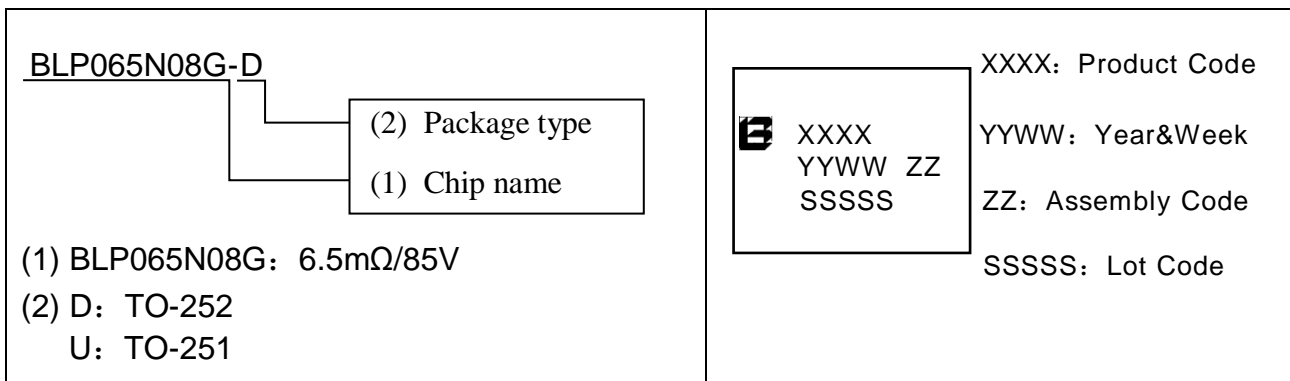 BLP065N08G-D
(2) Package type
(1) Chip name
(1) BLP065N08G：6.5mΩ/85V
(2) D：TO-252
U：TO-251
XXXX
YYWW ZZ
SSSSS
XXXX：Product Code
YYWW：Year&Week
ZZ：Assembly Code
SSSSS：Lot Code